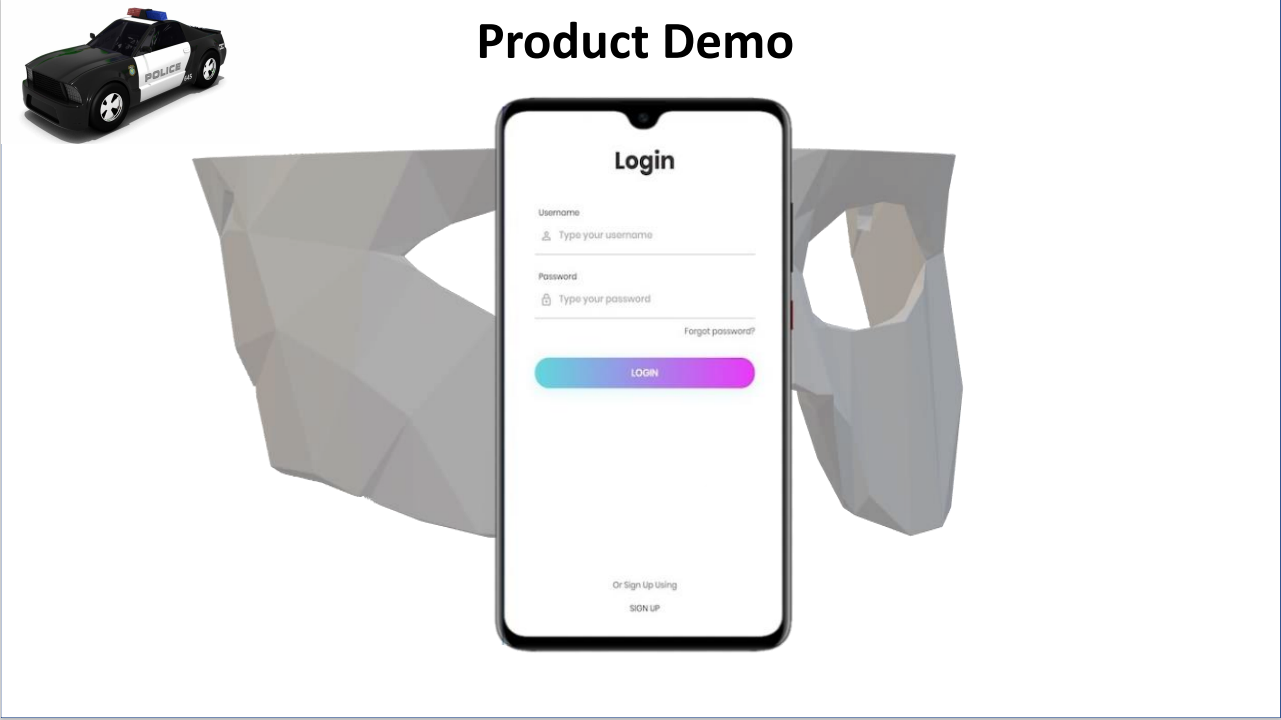 Product Demo
POLICE
645
Login
Username
Type your username
Password
Type your password
Forgot password?
LOGIN
Or Sign Up Using
SIGN UP